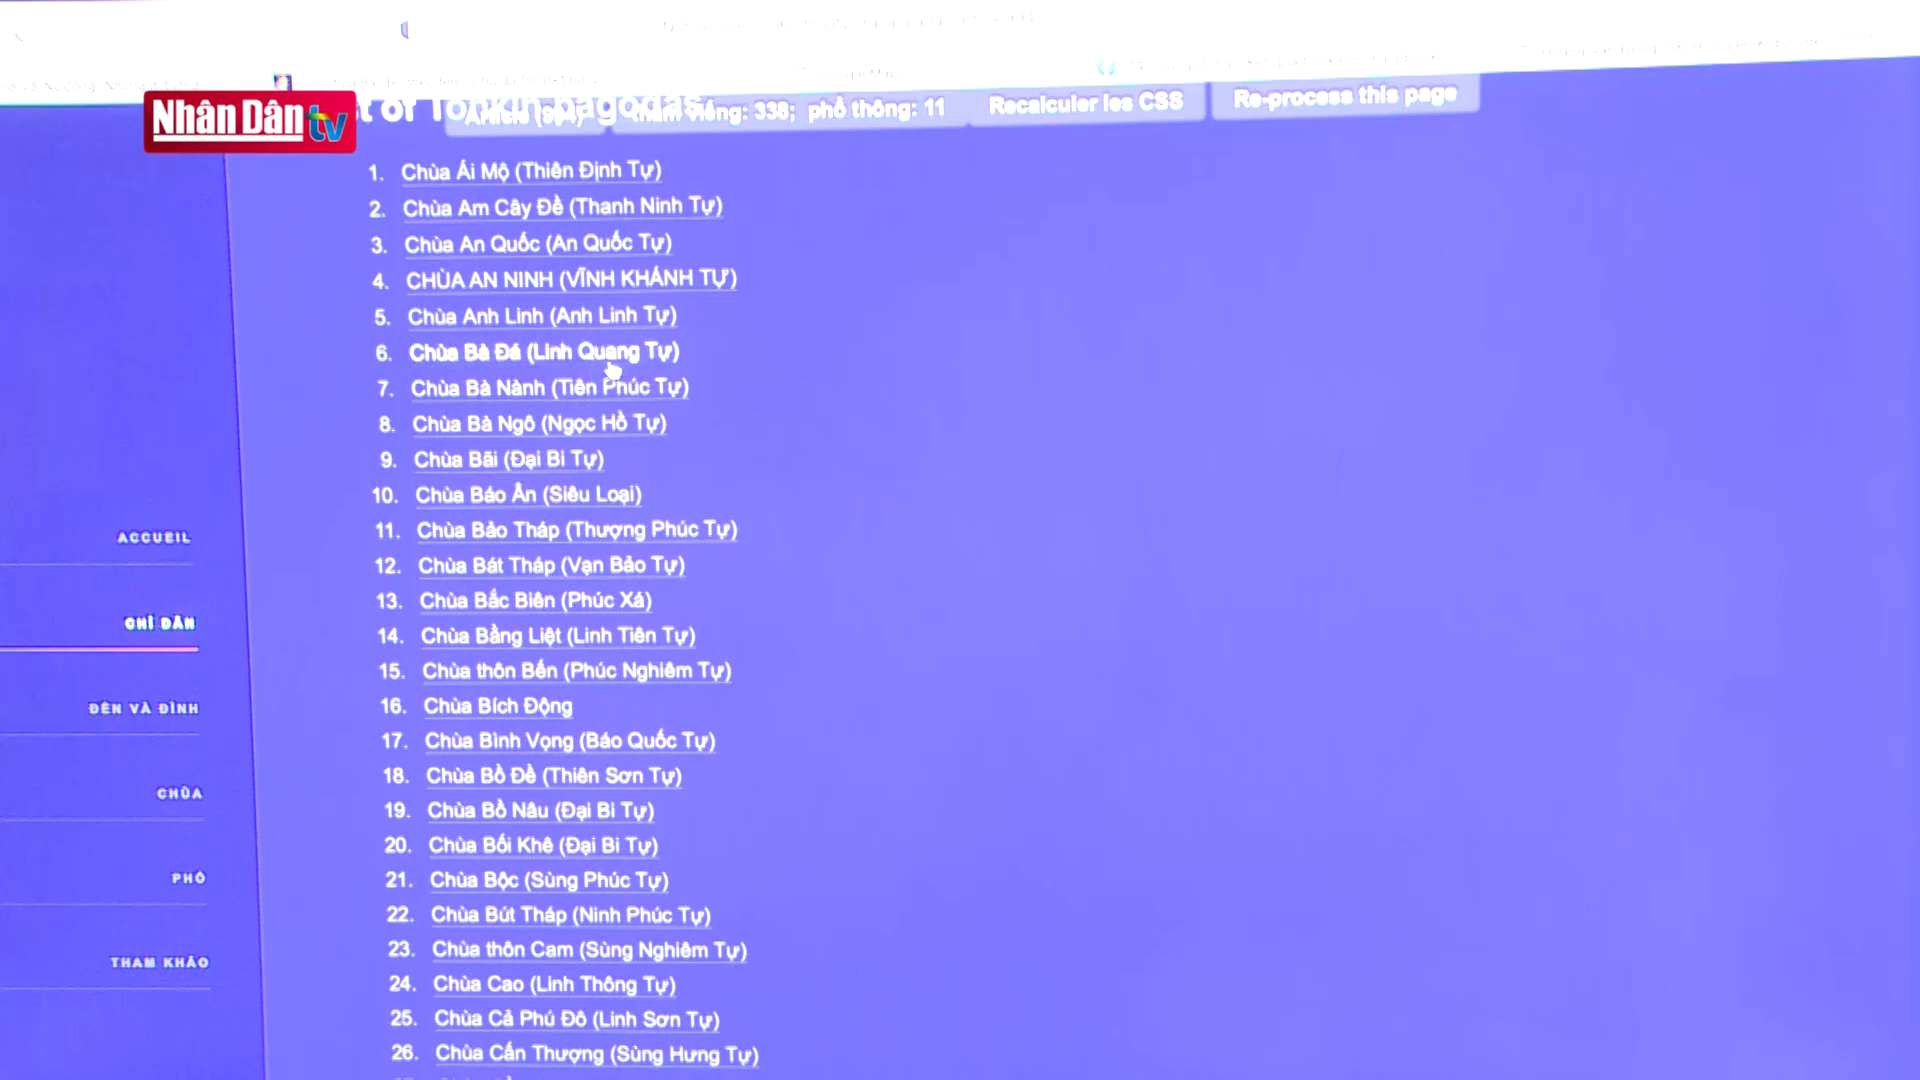 Nhân Dân tv
t of Tonkin pagodas
phổ thông: 11
Recalculer les CSS
Re-process this page
1. Chùa Ái Mộ (Thiên Định Tự)
2. Chùa Am Cây Đề (Thanh Ninh Tự)
3. Chùa An Quốc (An Quốc Tự)
4. CHÙA AN NINH (VĨNH KHÁNH TỰ)
5. Chùa Anh Linh (Anh Linh Tự)
6. Chùa Bà Đá (Linh Quang Tự)
7. Chùa Bà Nành (Tiên Phúc Tự)
8. Chùa Bà Ngô (Ngọc Hồ Tự)
9. Chùa Bãi (Đại Bi Tự)
10. Chùa Báo Ân (Siêu Loại)
11. Chùa Bảo Tháp (Thượng Phúc Tự)
12. Chùa Bát Tháp (Vạn Bảo Tự)
13. Chùa Bắc Biên (Phúc Xá)
14. Chùa Bằng Liệt (Linh Tiên Tự)
15. Chùa thôn Bến (Phúc Nghiêm Tự)
16. Chùa Bích Động
17. Chùa Bình Vọng (Báo Quốc Tự)
18. Chùa Bồ Đề (Thiên Sơn Tự)
19. Chùa Bồ Nâu (Đại Bi Tự)
20. Chùa Bối Khê (Đại Bi Tự)
21. Chùa Bộc (Sùng Phúc Tự)
22. Chùa Bút Tháp (Ninh Phúc Tự)
23. Chùa thôn Cam (Sùng Nghiêm Tự)
24. Chùa Cao (Linh Thông Tự)
25. Chùa Cả Phú Đô (Linh Sơn Tự)
26. Chùa Cấn Thượng (Sùng Hưng Tự)
ACCUEIL
CHỈ DẪN
ĐỀN VÀ ĐÌNH
CHÙA
PHỐ
THAM KHẢO